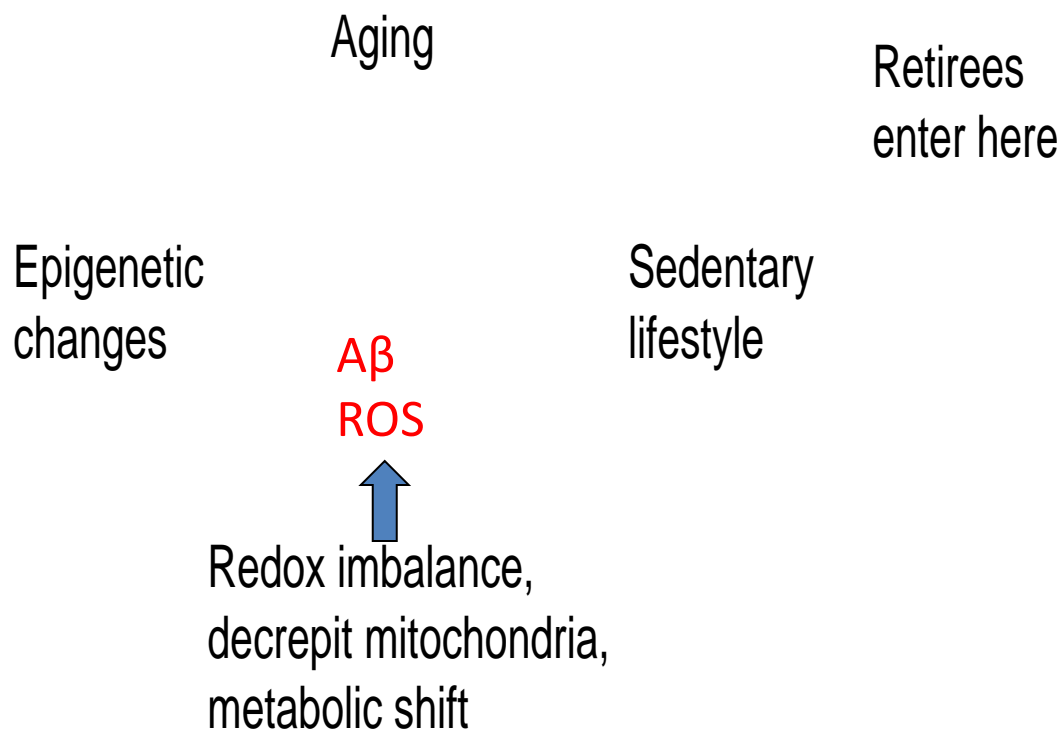 Aging
Retirees
enter here
Epigenetic
changes
Sedentary
lifestyle
Aβ
ROS
Redox imbalance,
decrepit mitochondria,
metabolic shift